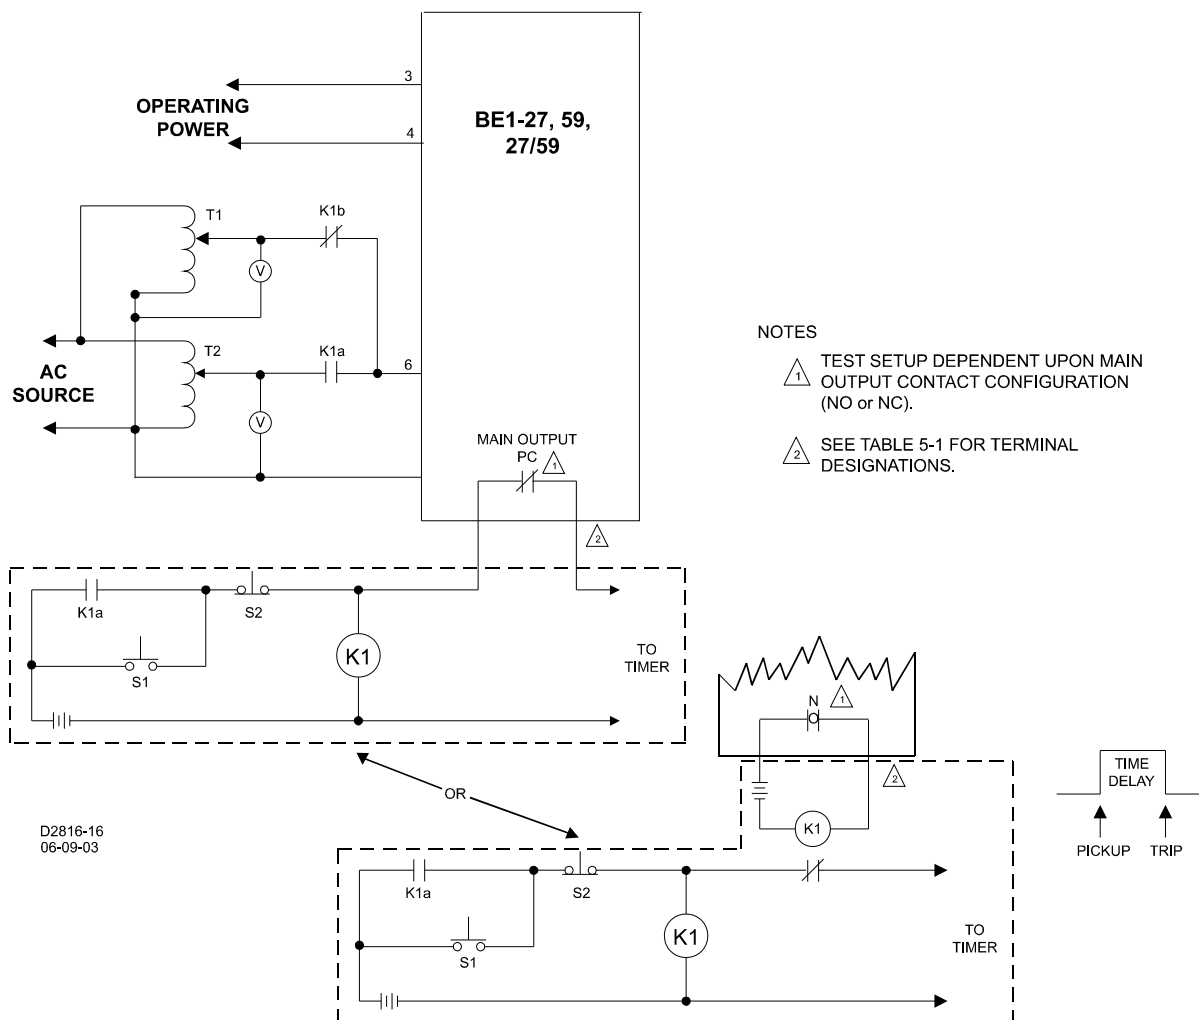 3
OPERATING
POWER
4
BE1-27, 59,
27/59
T1
K1b
V
T2
K1a
6
AC
SOURCE
V
MAIN OUTPUT
PC
1
2
NOTES
1 TEST SETUP DEPENDENT UPON MAIN
OUTPUT CONTACT CONFIGURATION
(NO or NC).
2 SEE TABLE 5-1 FOR TERMINAL
DESIGNATIONS.
K1a
S2
S1
K1
TO
TIMER
N
1
2
K1
OR
TIME
DELAY
PICKUP
TRIP
D2816-16
06-09-03
K1a
S2
S1
K1
TO
TIMER